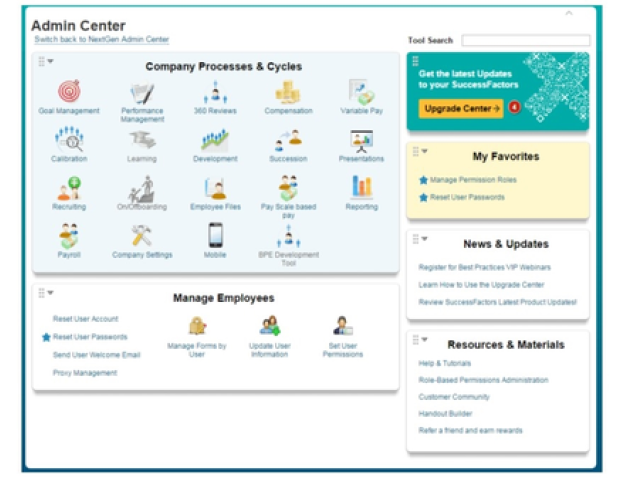 Admin Center
Switch back to NextGen Admin Center
Tool Search
Company Processes & Cycles
Goal Management
Performance
Management
360 Reviews
Compensation
Variable Pay
Calibration
Learning
Development
Succession
Presentations
Recruiting
On/Offboarding
Employee Files
Pay Scale based
pay
Reporting
Payroll
Company Settings
Mobile
BPE Development
Tool
Manage Employees
Reset User Account
Reset User Passwords
Send User Welcome Email
Proxy Management
Manage Forms by
User
Update User
Information
Set User
Permissions
Get the latest Updates
to your SuccessFactors
Upgrade Center → 4
My Favorites
Manage Permission Roles
Reset User Passwords
News & Updates
Register for Best Practices VIP Webinars
Learn How to Use the Upgrade Center
Review SuccessFactors Latest Product Updates!
Resources & Materials
Help & Tutorials
Role-Based Permissions Administration
Customer Community
Handout Builder
Refer a friend and earn rewards